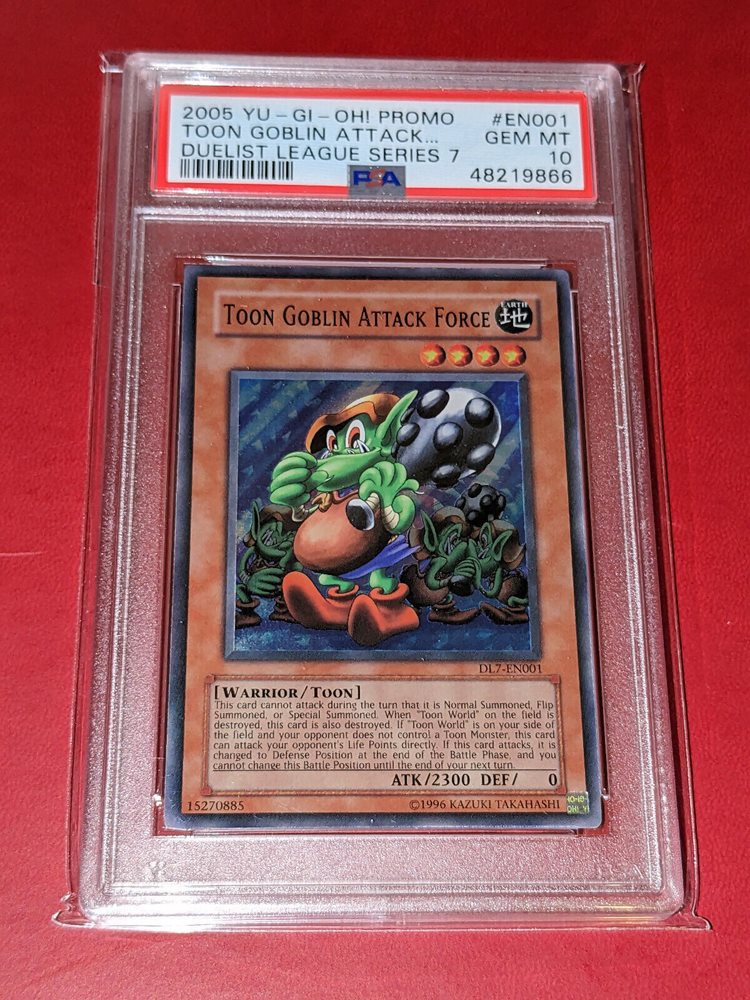 2005 YU-GI-OH! PROMO #EN001
TOON GOBLIN ATTACK... GEM MT
DUELIST LEAGUE SERIES 7 10
PSA 48219866
TOON GOBLIN ATTACK FORCE
EARTH
地
DL7-EN001
[WARRIOR/TOON]
This card cannot attack during the turn that it is Normal Summoned, Flip
Summoned, or Special Summoned. When "Toon World" on the field is
destroyed, this card is also destroyed. If "Toon World" is on your side of
the field and your opponent does not control a Toon Monster, this card
can attack your opponent's Life Points directly. If this card attacks, it is
changed to Defense Position at the end of the Battle Phase, and you
cannot change this Battle Position until the end of your next turn.
ATK/2300 DEF/ 0
15270885 ©1996 KAZUKI TAKAHASHI